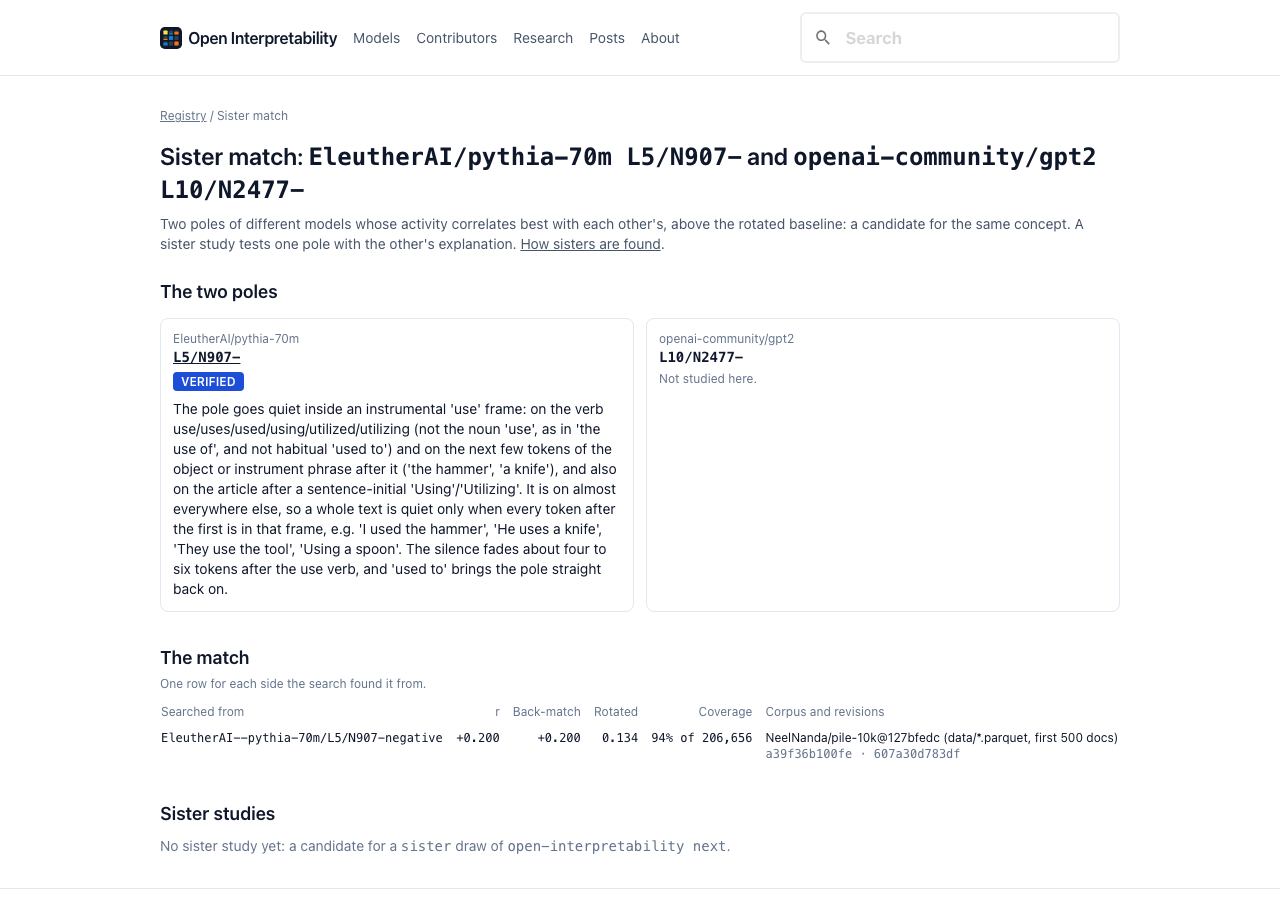 Open Interpretability Models Contributors Research Posts About Search
Registry / Sister match
Sister match: EleutherAI/pythia-70m L5/N907− and openai-community/gpt2
L10/N2477−
Two poles of different models whose activity correlates best with each other's, above the rotated baseline: a candidate for the same concept. A
sister study tests one pole with the other's explanation. How sisters are found.
The two poles
EleutherAI/pythia-70m
L5/N907−
VERIFIED
The pole goes quiet inside an instrumental 'use' frame: on the verb
use/uses/used/using/utilized/utilizing (not the noun 'use', as in 'the
use of', and not habitual 'used to') and on the next few tokens of the
object or instrument phrase after it ('the hammer', 'a knife'), and also
on the article after a sentence-initial 'Using'/'Utilizing'. It is on almost
everywhere else, so a whole text is quiet only when every token after
the first is in that frame, e.g. 'I used the hammer', 'He uses a knife',
'They use the tool', 'Using a spoon'. The silence fades about four to
six tokens after the use verb, and 'used to' brings the pole straight
back on.
openai-community/gpt2
L10/N2477−
Not studied here.
The match
One row for each side the search found it from.
Searched from r Back-match Rotated Coverage Corpus and revisions
EleutherAI--pythia-70m/L5/N907-negative +0.200 +0.200 0.134 94% of 206,656 NeelNanda/pile-10k@127bfedc (data/*.parquet, first 500 docs)
a39f36b100fe · 607a30d783df
Sister studies
No sister study yet: a candidate for a sister draw of open-interpretability next.